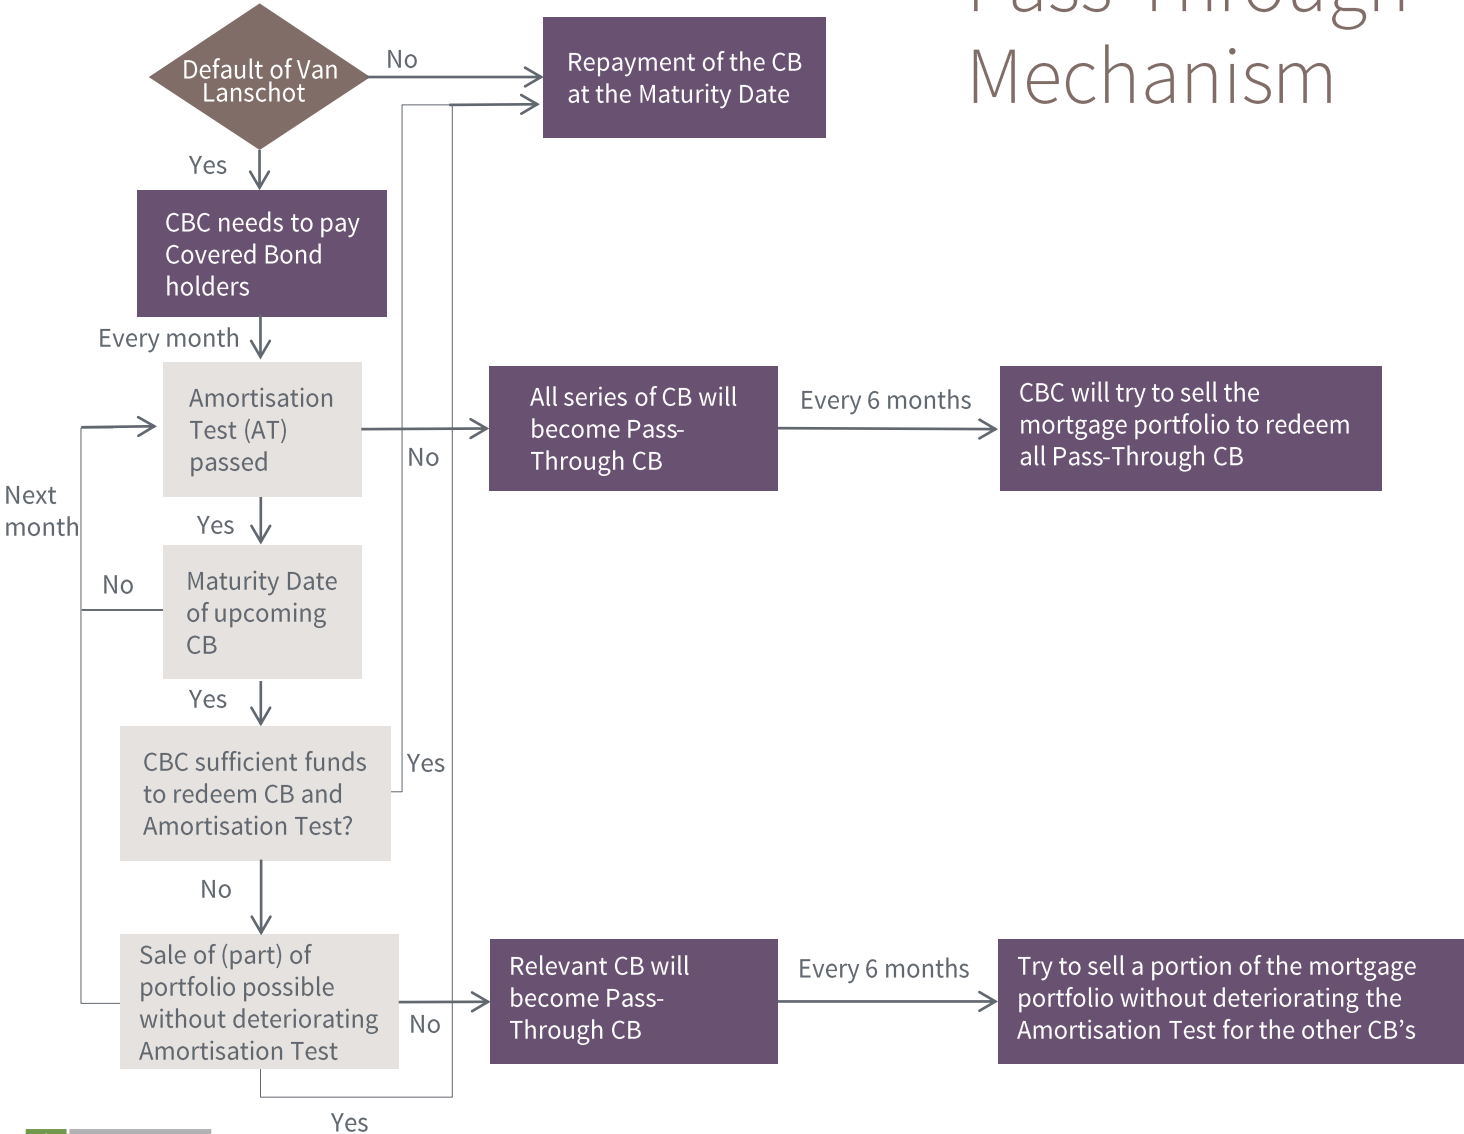 Pass-Through
Mechanism
Default of Van
Lanschot
No
Repayment of the CB
at the Maturity Date
Yes
CBC needs to pay
Covered Bond
holders
Every month
Amortisation
Test (AT)
passed
No
All series of CB will
become Pass-
Through CB
Every 6 months
CBC will try to sell the
mortgage portfolio to redeem
all Pass-Through CB
Next
month
Yes
No
Maturity Date
of upcoming
CB
Yes
CBC sufficient funds
to redeem CB and
Amortisation Test?
Yes
No
Sale of (part) of
portfolio possible
without deteriorating
Amortisation Test
No
Relevant CB will
become Pass-
Through CB
Every 6 months
Try to sell a portion of the mortgage
portfolio without deteriorating the
Amortisation Test for the other CB's
Yes